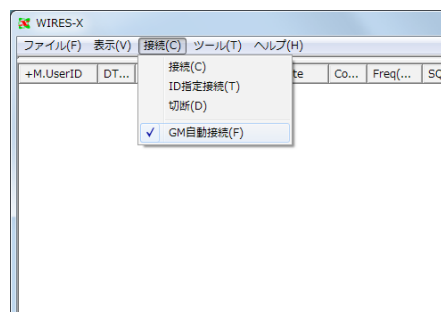 WIRES-X
ファイル(F) 表示(V) 接続(C) ツール(T) ヘルプ(H)
+M.UserID DT... te Co... Freq(... SQ
接続(C)
ID指定接続(T)
切断(D)
✓ GM自動接続(F)